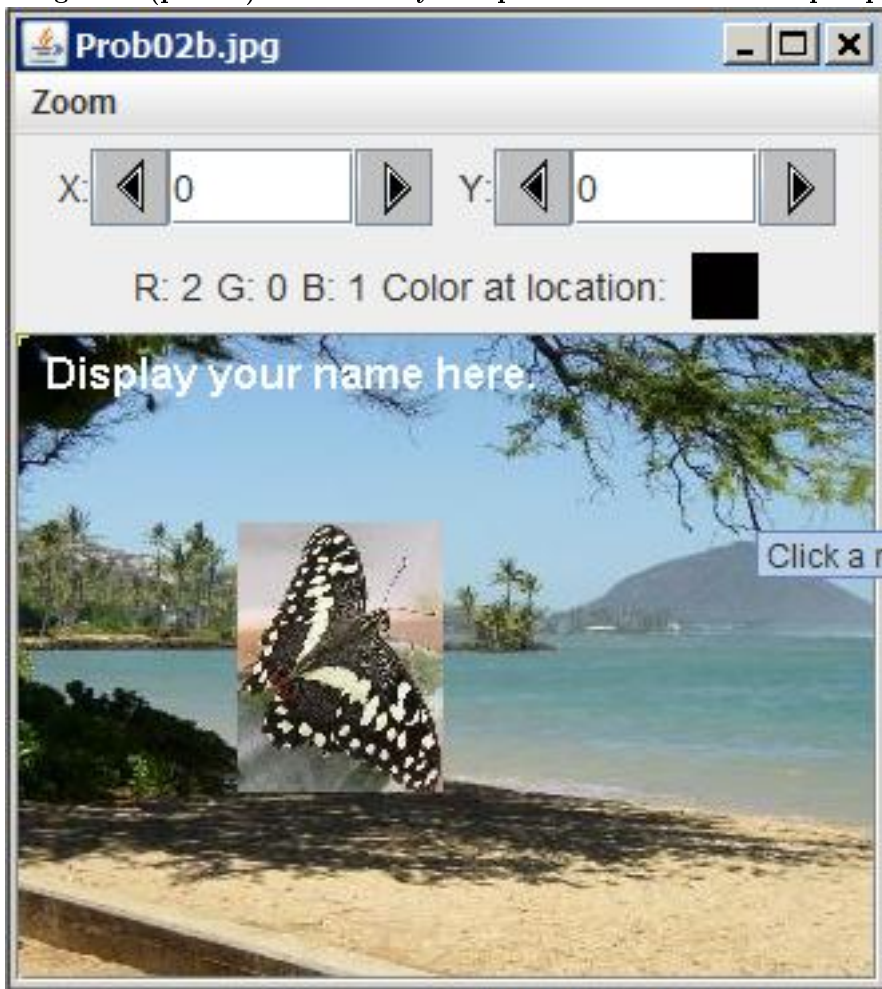 Prob02b.jpg
Zoom
X: 0 Y: 0
R: 2 G: 0 B: 1 Color at location:
Display your name here.
Click a